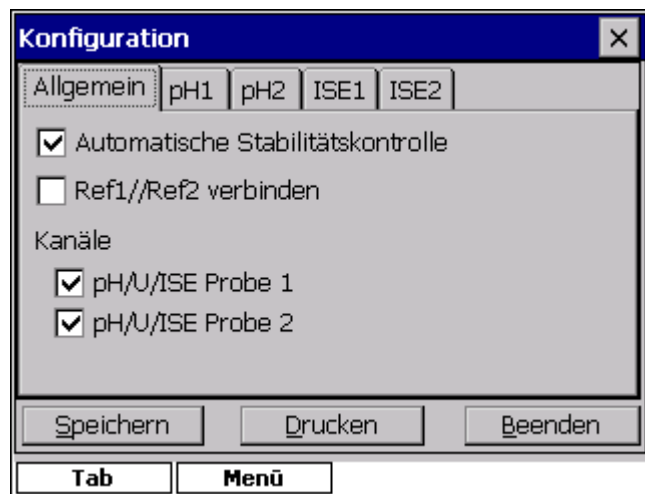 Konfiguration
Allgemein pH1 pH2 ISE1 ISE2
Automatische Stabilitätskontrolle
Ref1//Ref2 verbinden
Kanäle
pH/U/ISE Probe 1
pH/U/ISE Probe 2
Speichern Drucken Beenden
Tab Menü